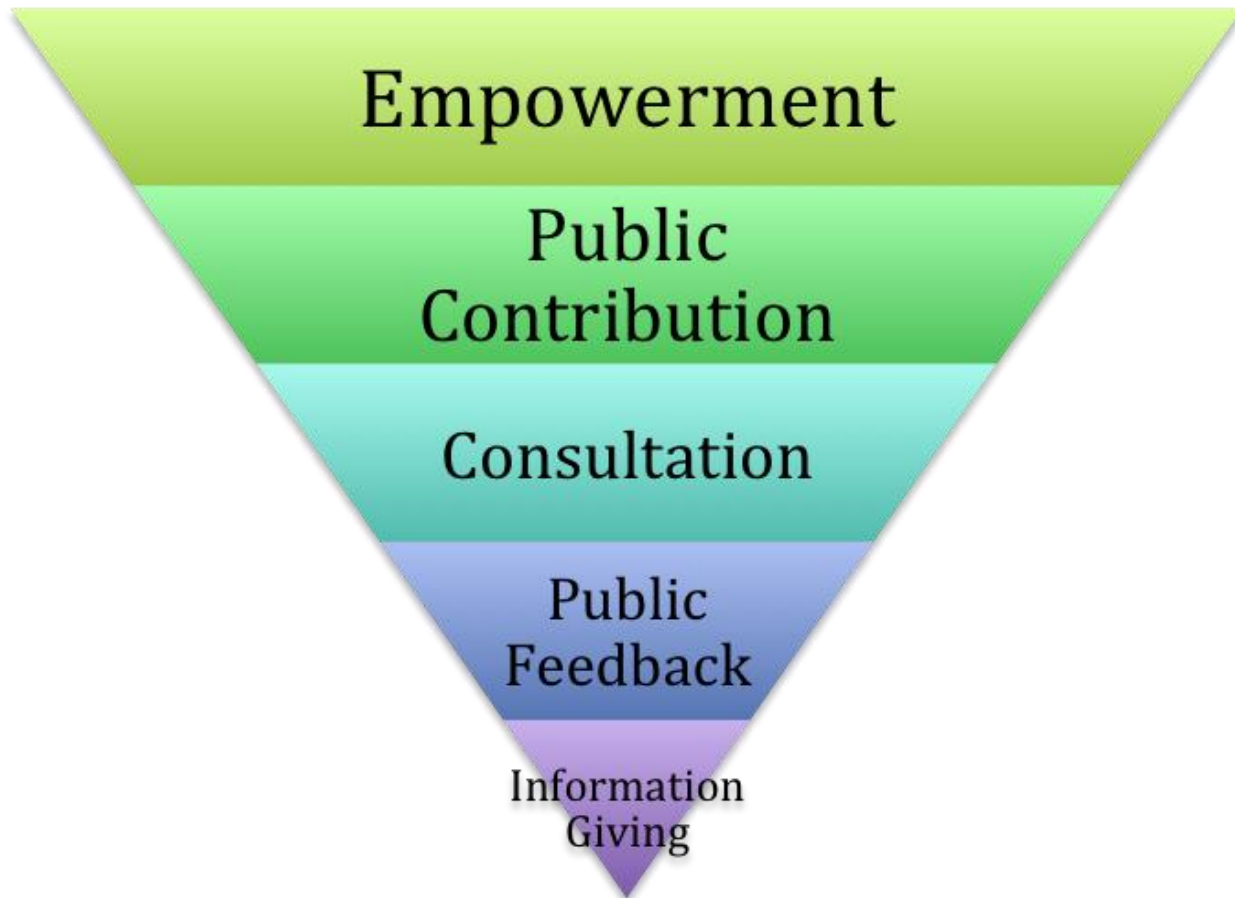 Empowerment
Public
Contribution
Consultation
Public
Feedback
Information
Giving